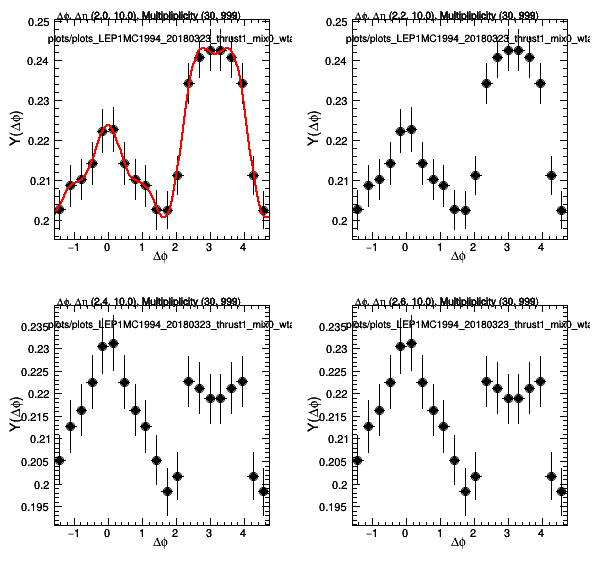 Δφ, Δη (2.0, 10.0), Multipliplicity (30, 999)
plots/plots_LEP1MC1994_20180323_thrust1_mix0_wta
Y(Δφ)
0.25
0.24
0.23
0.22
0.21
0.2
−1 0 1 2 3 4
Δφ
Δφ, Δη (2.2, 10.0), Multipliplicity (30, 999)
plots/plots_LEP1MC1994_20180323_thrust1_mix0_wta
Y(Δφ)
0.25
0.24
0.23
0.22
0.21
0.2
−1 0 1 2 3 4
Δφ
Δφ, Δη (2.4, 10.0), Multipliplicity (30, 999)
plots/plots_LEP1MC1994_20180323_thrust1_mix0_wta
Y(Δφ)
0.235
0.23
0.225
0.22
0.215
0.21
0.205
0.2
0.195
−1 0 1 2 3 4
Δφ
Δφ, Δη (2.6, 10.0), Multipliplicity (30, 999)
plots/plots_LEP1MC1994_20180323_thrust1_mix0_wta
Y(Δφ)
0.235
0.23
0.225
0.22
0.215
0.21
0.205
0.2
0.195
−1 0 1 2 3 4
Δφ